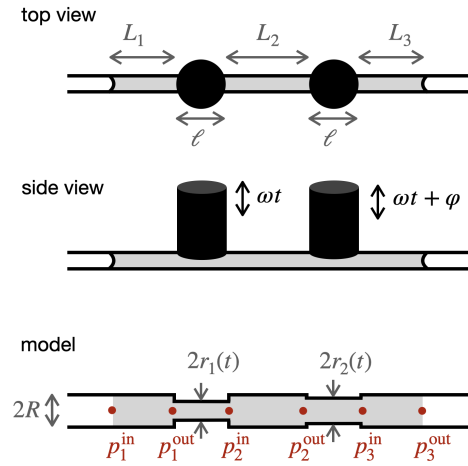 top view
L₁ L₂ L₃
ℓ ℓ
side view
ωt ωt + φ
model
2r₁(t) 2r₂(t)
2R
p₁ⁱⁿ p₁ᵒᵘᵗ p₂ⁱⁿ p₂ᵒᵘᵗ p₃ⁱⁿ p₃ᵒᵘᵗ